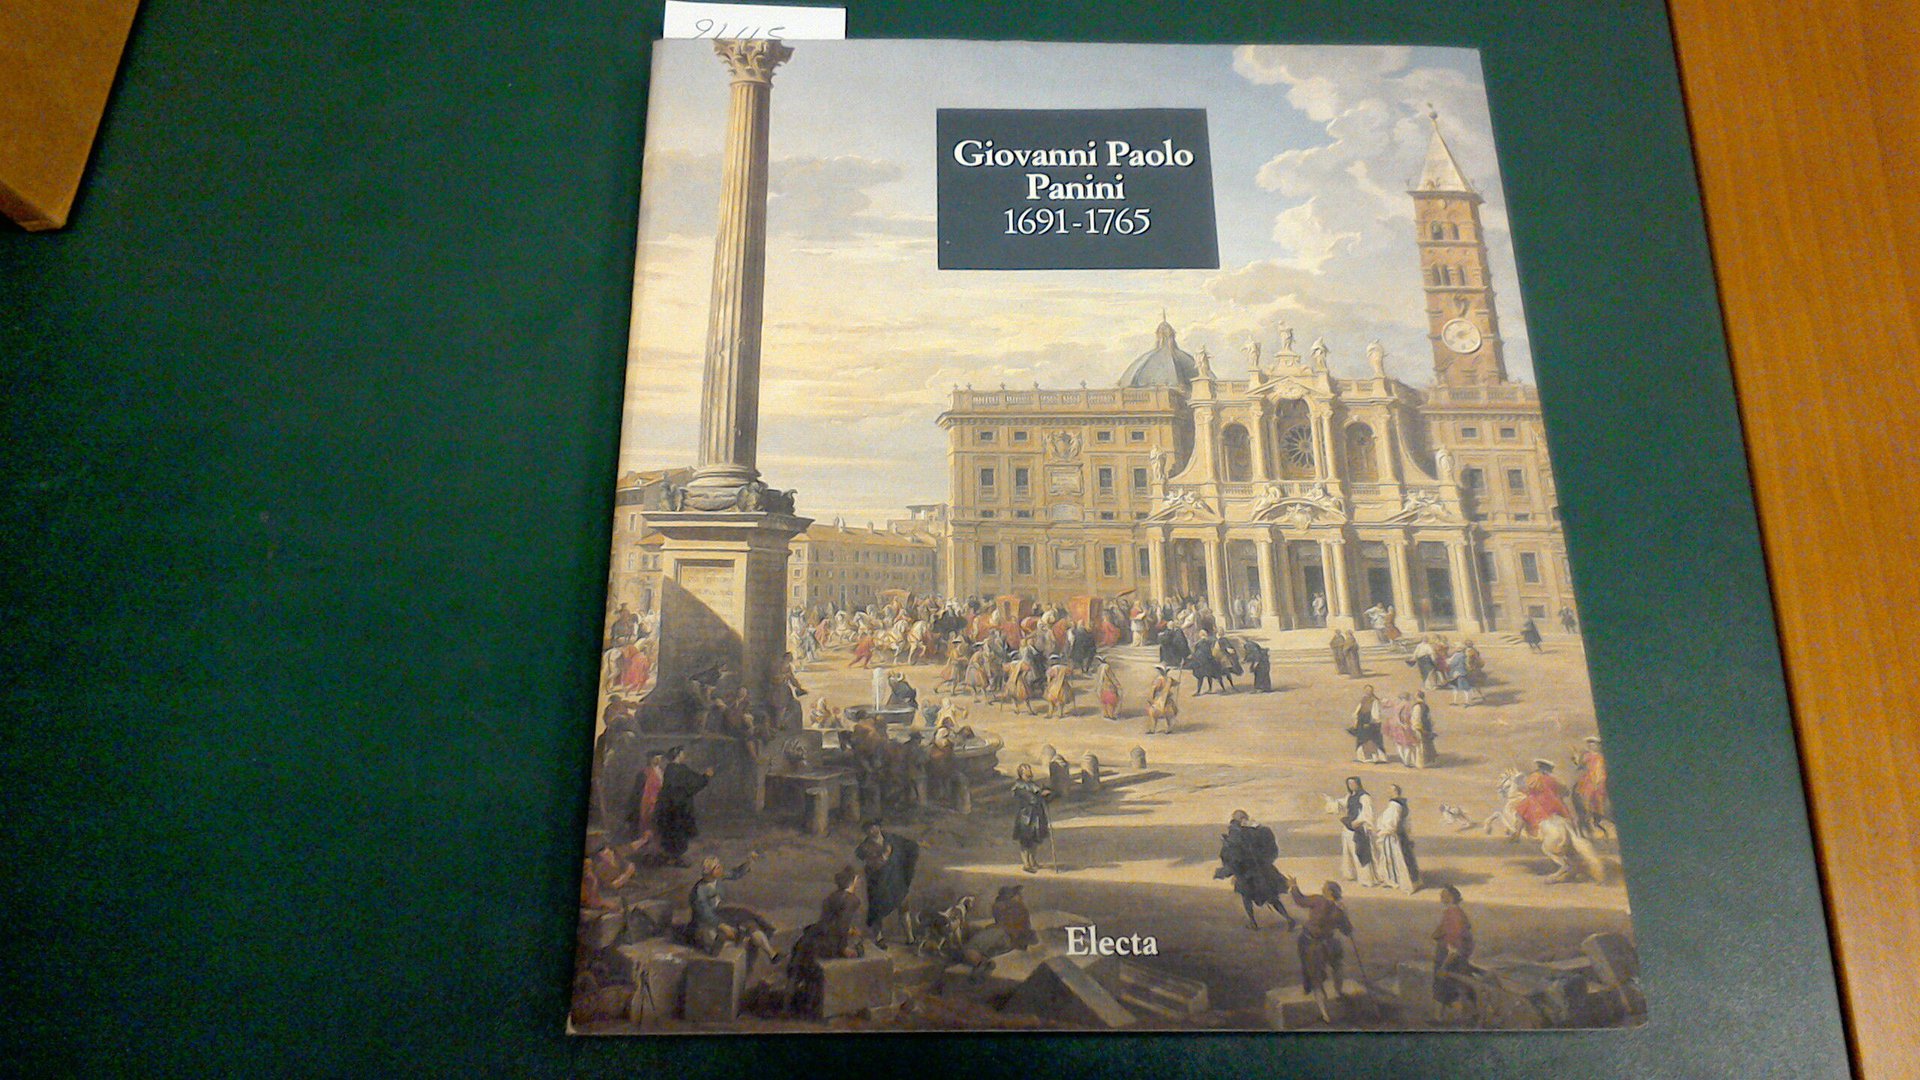 Giovanni Paolo
Panini
1691-1765
Electa